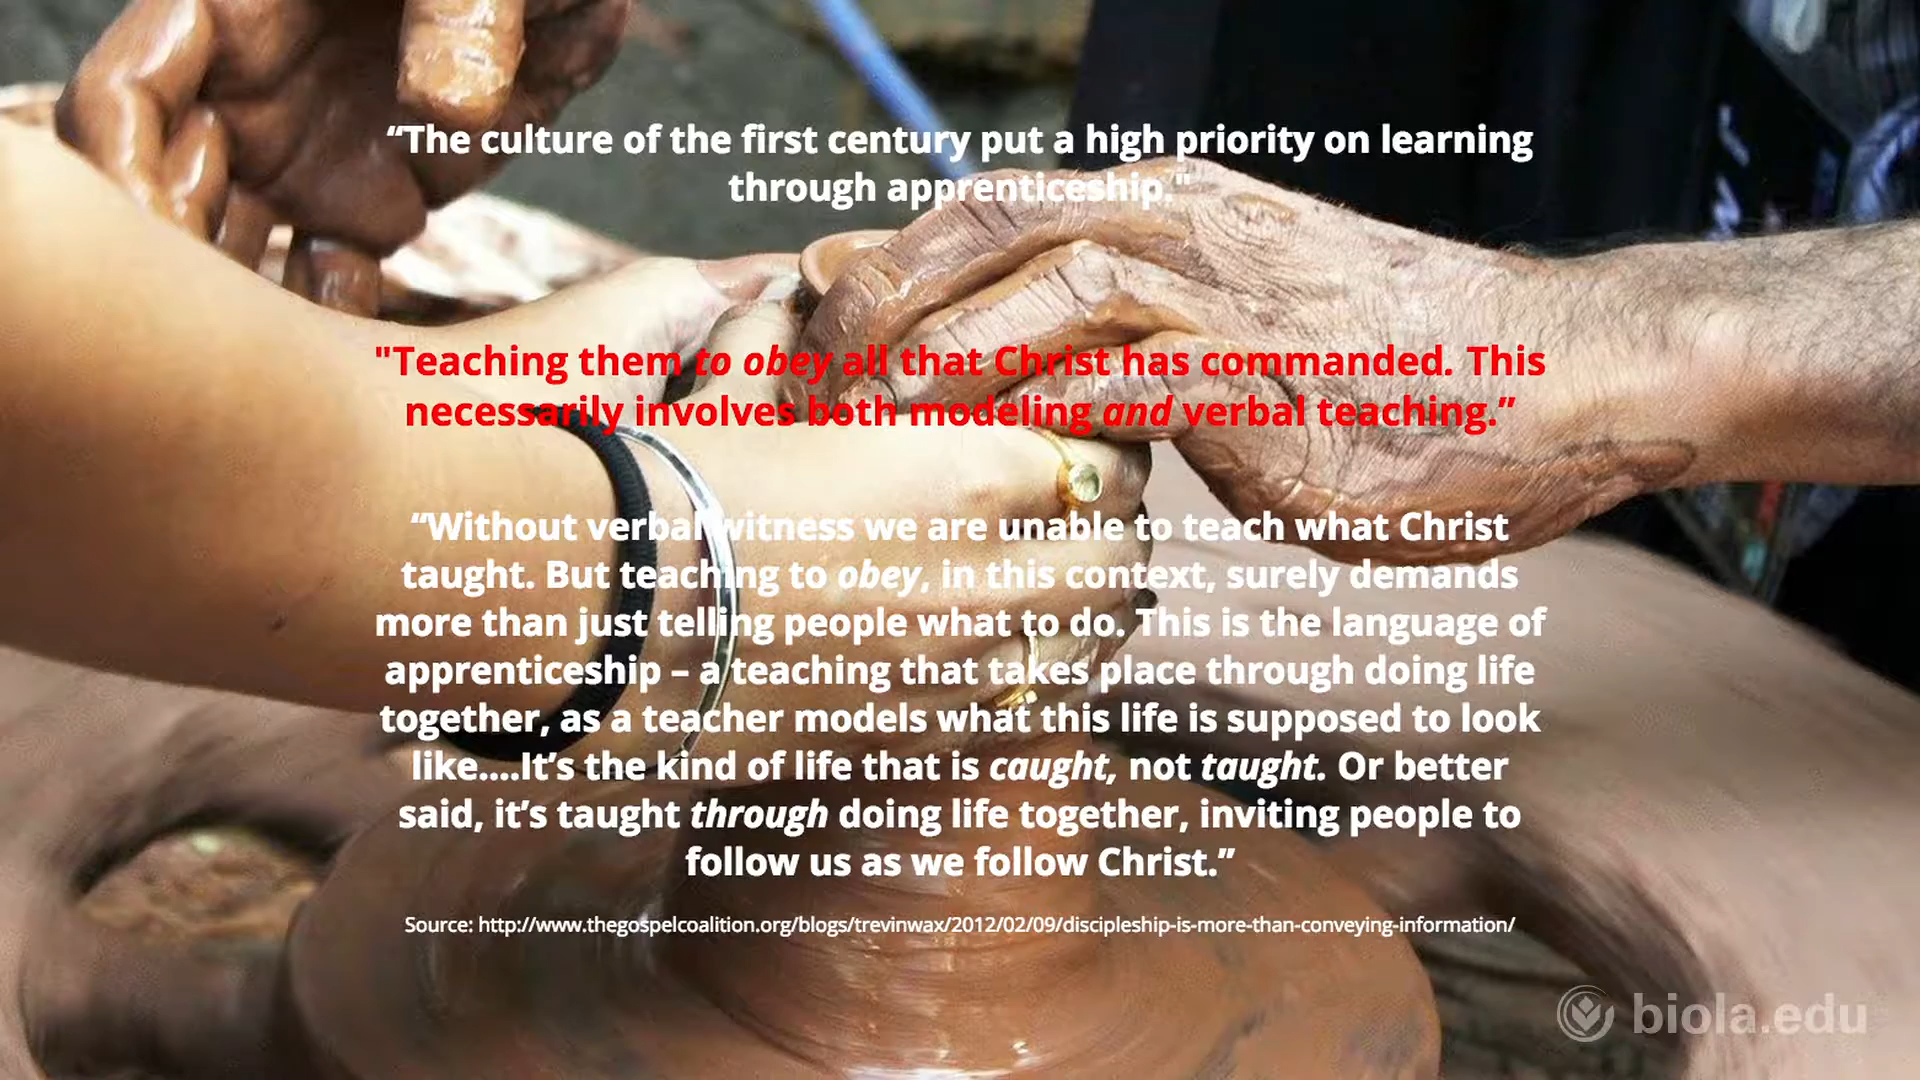 “The culture of the first century put a high priority on learning
through apprenticeship."
"Teaching them to obey all that Christ has commanded. This
necessarily involves both modeling and verbal teaching.”
“Without verbal witness we are unable to teach what Christ
taught. But teaching to obey, in this context, surely demands
more than just telling people what to do. This is the language of
apprenticeship – a teaching that takes place through doing life
together, as a teacher models what this life is supposed to look
like....It’s the kind of life that is caught, not taught. Or better
said, it’s taught through doing life together, inviting people to
follow us as we follow Christ.”
Source: http://www.thegospelcoalition.org/blogs/trevinwax/2012/02/09/discipleship-is-more-than-conveying-information/
biola.edu